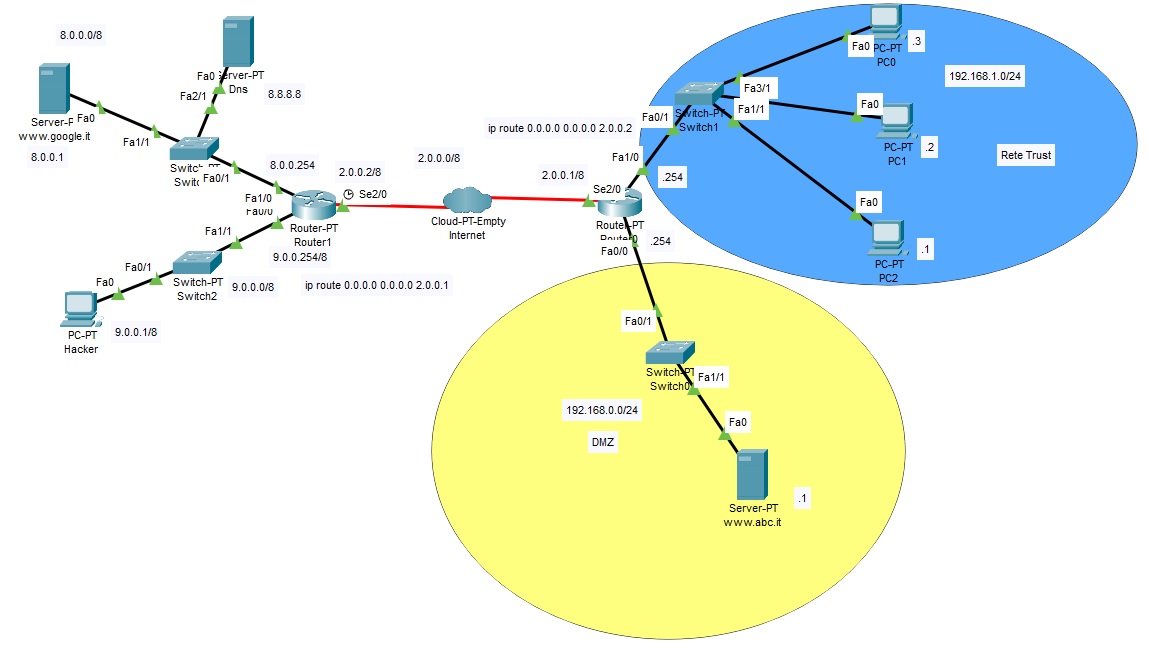 8.0.0.0/8
Server-P
Fa0
www.google.it
8.0.0.1
Fa0
Server-PT
Dns
Fa2/1
8.8.8.8
Fa1/1
Switch-PT
Fa0/1
8.0.0.254
Fa1/0
Fa0/0
2.0.0.2/8
Se2/0
Router-PT
Router1
9.0.0.254/8
Fa1/1
Fa0/1
Switch-PT
Switch2
9.0.0.0/8
ip route 0.0.0.0 0.0.0.0 2.0.0.1
Fa0
PC-PT
Hacker
9.0.0.1/8
2.0.0.0/8
Cloud-PT-Empty
Internet
ip route 0.0.0.0 0.0.0.0 2.0.0.2
2.0.0.1/8
Se2/0
Fa1/0
.254
Router-PT
Router0
Fa0/0
.254
Fa0/1
Switch-PT
Switch1
Fa3/1
Fa1/1
Fa0
PC-PT
PC0
.3
192.168.1.0/24
Fa0
PC-PT
PC1
.2
Rete Trust
Fa0
PC-PT
PC2
.1
Fa0/1
Switch-PT
Switch0
Fa1/1
192.168.0.0/24
DMZ
Fa0
Server-PT
www.abc.it
.1